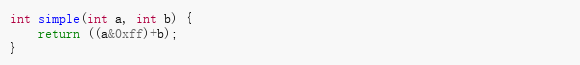 int simple(int a, int b) {
    return ((a&0xff)+b);
}